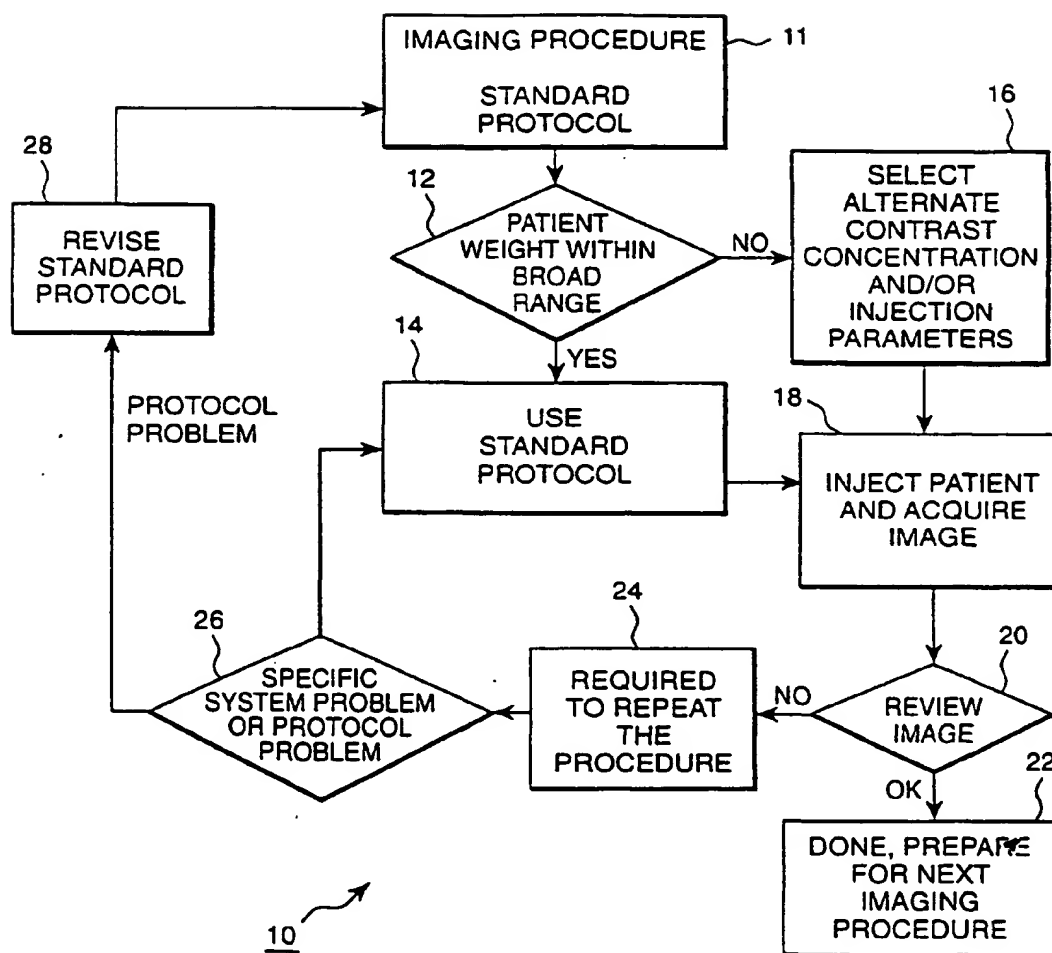 IMAGING PROCEDURE
STANDARD
PROTOCOL
11
28
REVISE
STANDARD
PROTOCOL
12
PATIENT
WEIGHT WITHIN
BROAD
RANGE
NO
16
SELECT
ALTERNATE
CONTRAST
CONCENTRATION
AND/OR
INJECTION
PARAMETERS
YES
14
USE
STANDARD
PROTOCOL
PROTOCOL
PROBLEM
18
INJECT PATIENT
AND ACQUIRE
IMAGE
26
SPECIFIC
SYSTEM PROBLEM
OR PROTOCOL
PROBLEM
24
REQUIRED
TO REPEAT
THE
PROCEDURE
NO
20
REVIEW
IMAGE
OK
22
DONE, PREPARE
FOR NEXT
IMAGING
PROCEDURE
10